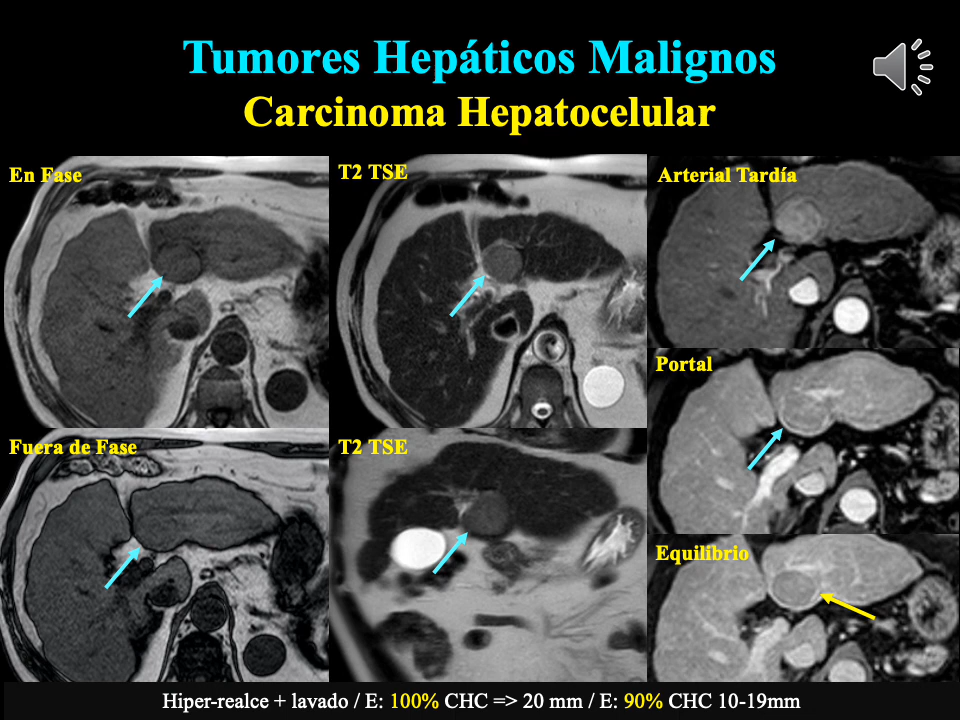 Tumores Hepáticos Malignos
Carcinoma Hepatocelular
En Fase
T2 TSE
Arterial Tardía
Portal
Fuera de Fase
T2 TSE
Equilibrio
Hiper-realce + lavado / E: 100% CHC => 20 mm / E: 90% CHC 10-19mm